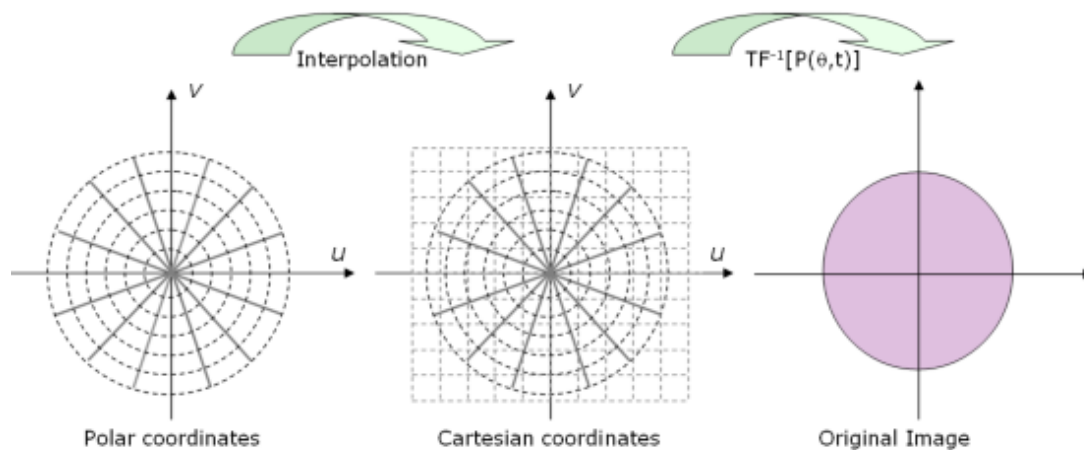 Interpolation
TF⁻¹[P(θ,t)]
v
v
u
u
Polar coordinates
Cartesian coordinates
Original Image